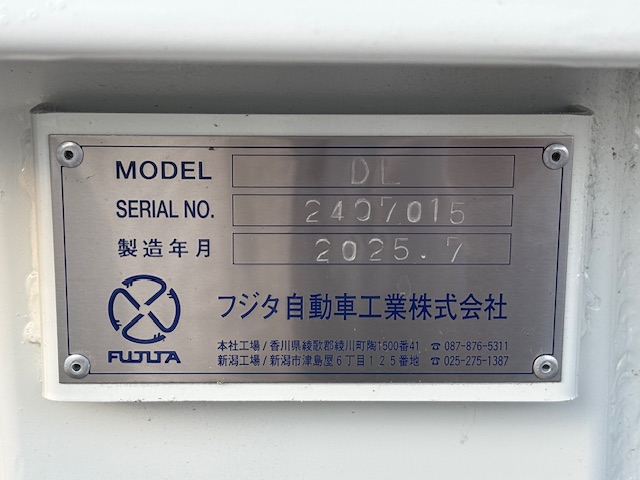 MODEL DL
SERIAL NO. 2407015
製造年月 2025.7
フジタ自動車工業株式会社
FUJITA
本社工場/香川県綾歌郡綾川町陶1500番41 ☎087-876-5311
新潟工場/新潟市津島屋6丁目125番地 ☎025-275-1387